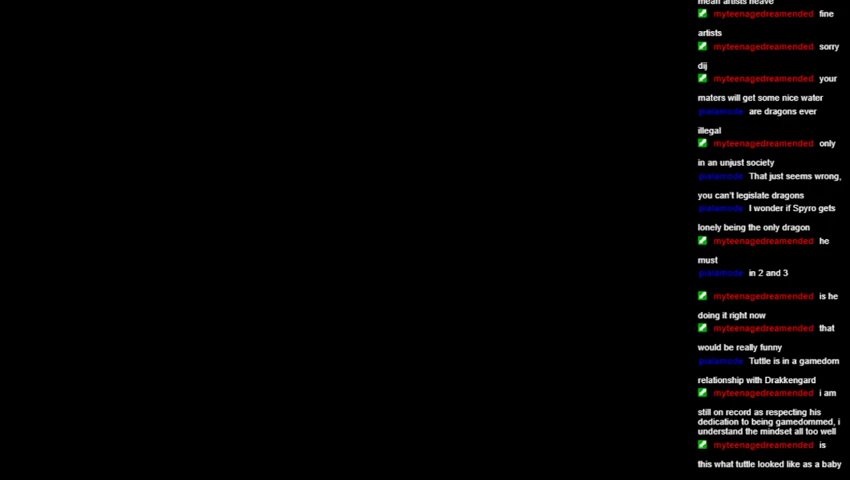 mean artists heave
myteenagedreamended fine
artists
myteenagedreamended sorry
dij
myteenagedreamended your
maters will get some nice water
pialamode are dragons ever
illegal
myteenagedreamended only
in an unjust society
pialamode That just seems wrong,
you can't legislate dragons
pialamode I wonder if Spyro gets
lonely being the only dragon
myteenagedreamended he
must
pialamode in 2 and 3
myteenagedreamended is he
doing it right now
myteenagedreamended that
would be really funny
pialamode Tuttle is in a gamedom
relationship with Drakkengard
myteenagedreamended i am
still on record as respecting his
dedication to being gamedommed, i
understand the mindset all too well
myteenagedreamended is
this what tuttle looked like as a baby